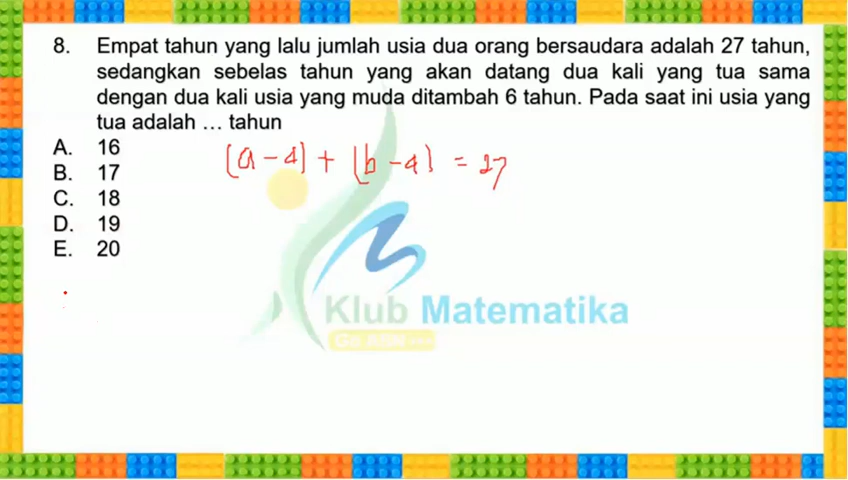 8. Empat tahun yang lalu jumlah usia dua orang bersaudara adalah 27 tahun,
sedangkan sebelas tahun yang akan datang dua kali yang tua sama
dengan dua kali usia yang muda ditambah 6 tahun. Pada saat ini usia yang
tua adalah ... tahun
A. 16
(a - 4) + (b - 4) = 27
B. 17
C. 18
D. 19
E. 20
Klub Matematika